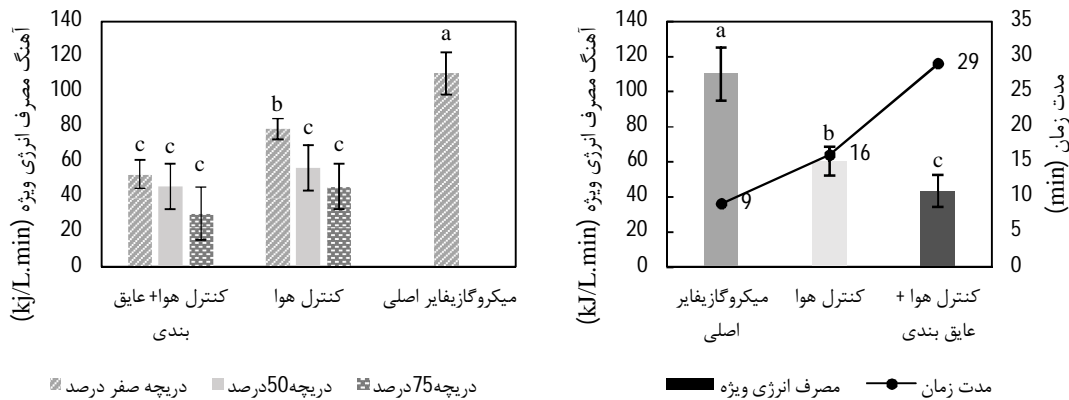 آهنگ مصرف انرژی ویژه (kj/L.min)
140
120
100
80
60
40
20
0
c
c
c
b
c
c
a
کنترل هوا+ عایق بندی
کنترل هوا
میکروگازیفایر اصلی
دریچه صفر درصد
دریچه50درصد
دریچه75درصد
آهنگ مصرف انرژی ویژه (kJ/L.min)
140
120
100
80
60
40
20
0
a
b
c
9
16
29
35
30
25
20
15
10
5
0
مدت زمان (min)
میکروگازیفایر اصلی
کنترل هوا
کنترل هوا + عایق بندی
مصرف انرژی ویژه
مدت زمان